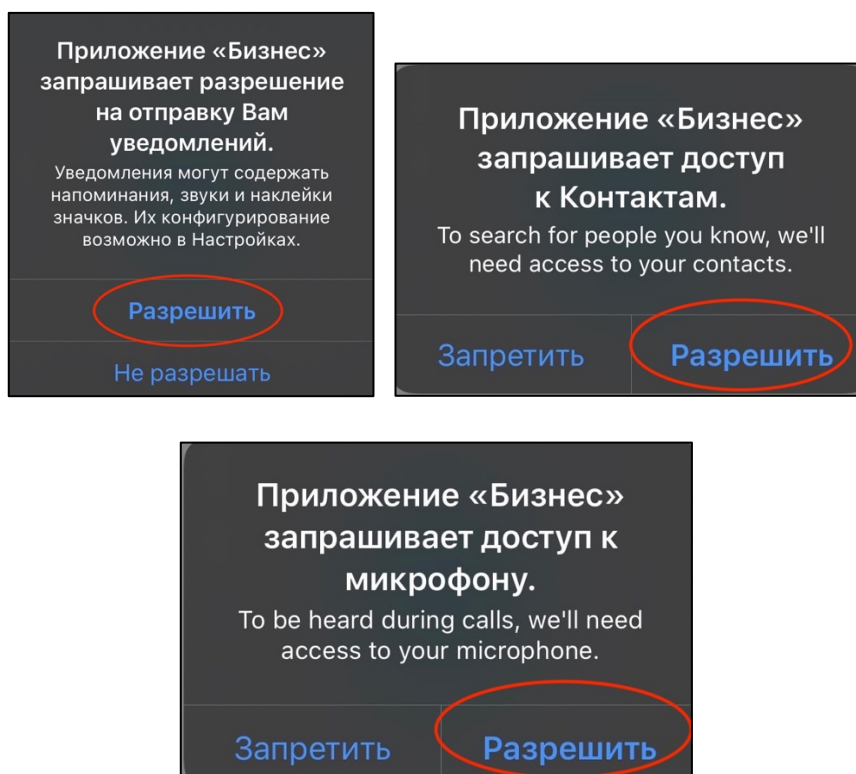 Приложение «Бизнес»
запрашивает разрешение
на отправку Вам
уведомлений.
Уведомления могут содержать
напоминания, звуки и наклейки
значков. Их конфигурирование
возможно в Настройках.
Разрешить
Не разрешать
Приложение «Бизнес»
запрашивает доступ
к Контактам.
To search for people you know, we'll
need access to your contacts.
Запретить
Разрешить
Приложение «Бизнес»
запрашивает доступ к
микрофону.
To be heard during calls, we'll need
access to your microphone.
Запретить
Разрешить